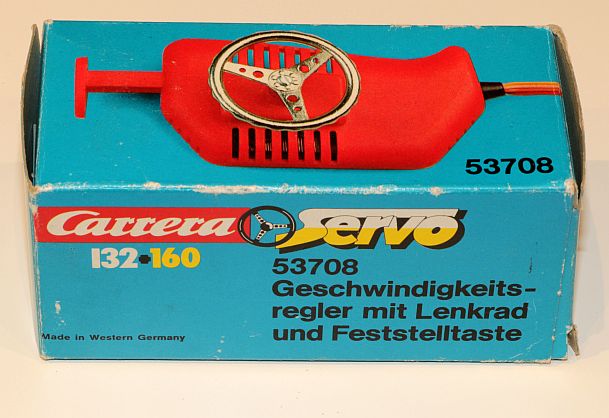 53708
Carrera Servo
132•160
53708
Geschwindigkeits-
regler mit Lenkrad
und Feststelltaste
Made in Western Germany